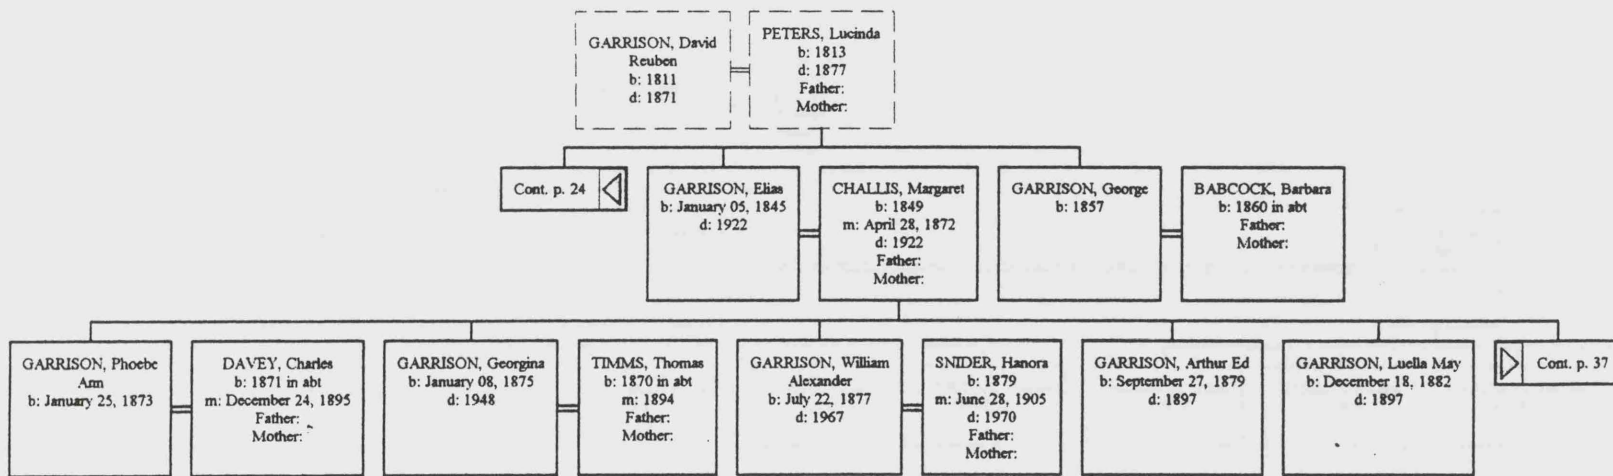 GARRISON, David
Reuben
b: 1811
d: 1871
PETERS, Lucinda
b: 1813
d: 1877
Father:
Mother:
Cont. p. 24
GARRISON, Elias
b: January 05, 1845
d: 1922
CHALLIS, Margaret
b: 1849
m: April 28, 1872
d: 1922
Father:
Mother:
GARRISON, George
b: 1857
BABCOCK, Barbara
b: 1860 in abt
Father:
Mother:
GARRISON, Phoebe
Ann
b: January 25, 1873
DAVEY, Charles
b: 1871 in abt
m: December 24, 1895
Father:
Mother:
GARRISON, Georgina
b: January 08, 1875
d: 1948
TIMMS, Thomas
b: 1870 in abt
m: 1894
Father:
Mother:
GARRISON, William
Alexander
b: July 22, 1877
d: 1967
SNIDER, Hanora
b: 1879
m: June 28, 1905
d: 1970
Father:
Mother:
GARRISON, Arthur Ed
b: September 27, 1879
d: 1897
GARRISON, Luella May
b: December 18, 1882
d: 1897
Cont. p. 37